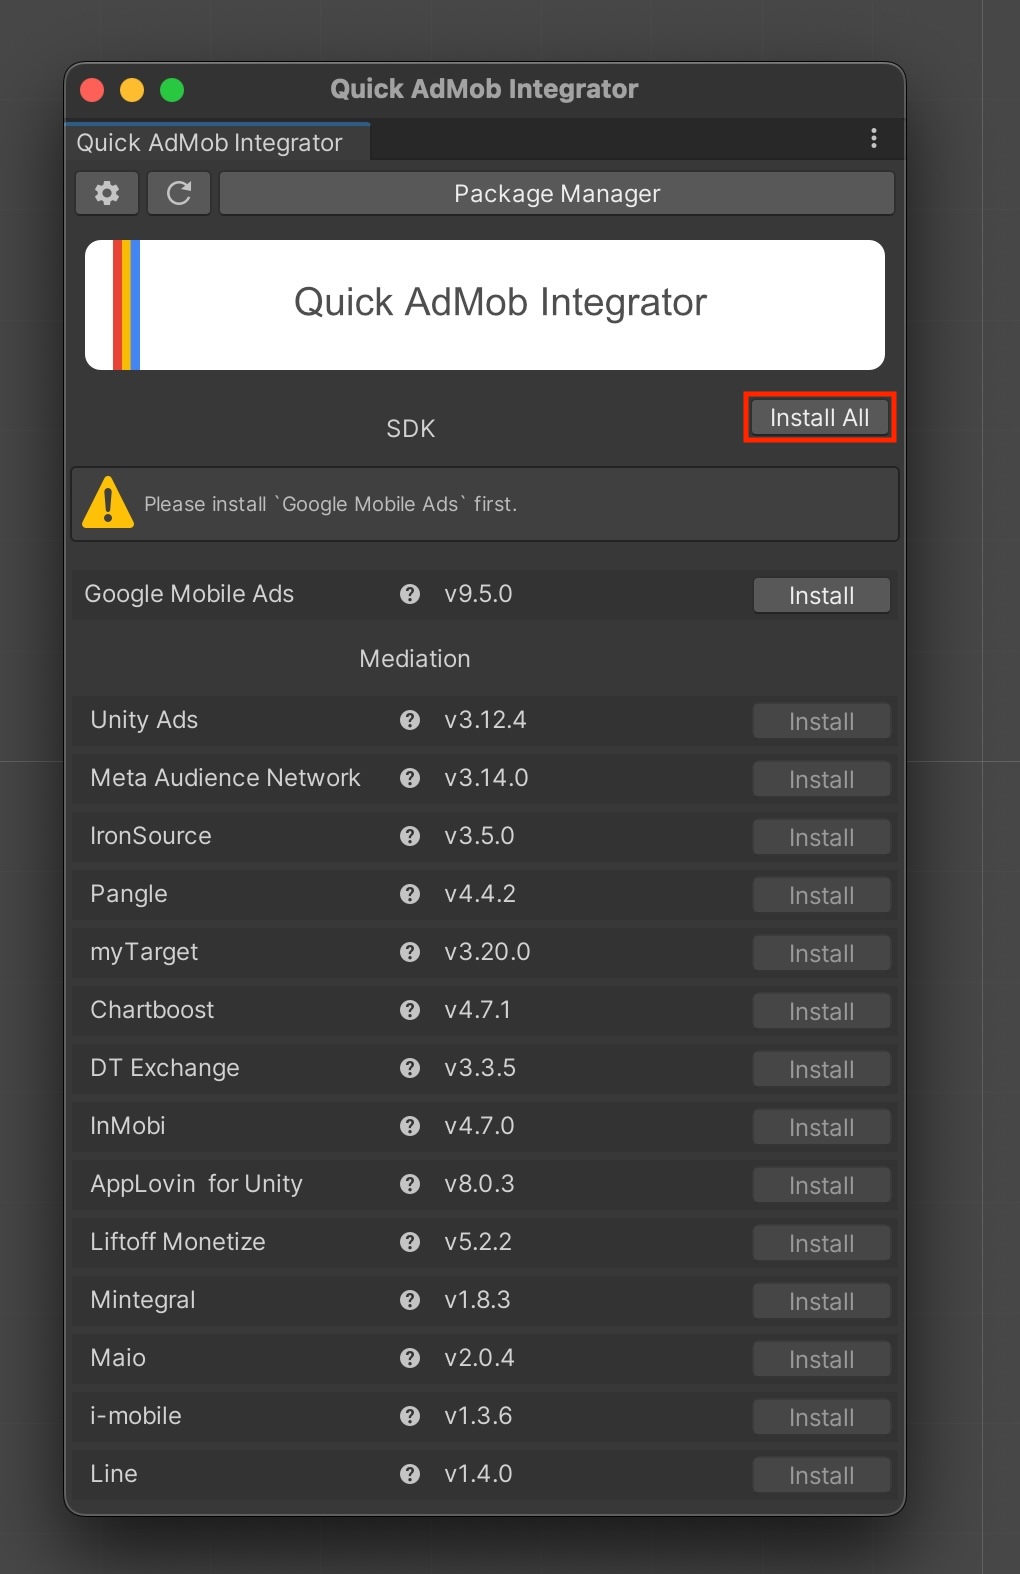 Quick AdMob Integrator
Quick AdMob Integrator
Package Manager
Quick AdMob Integrator
SDK
Install All
Please install `Google Mobile Ads` first.
Google Mobile Ads v9.5.0 Install
Mediation
Unity Ads v3.12.4 Install
Meta Audience Network v3.14.0 Install
IronSource v3.5.0 Install
Pangle v4.4.2 Install
myTarget v3.20.0 Install
Chartboost v4.7.1 Install
DT Exchange v3.3.5 Install
InMobi v4.7.0 Install
AppLovin  for Unity v8.0.3 Install
Liftoff Monetize v5.2.2 Install
Mintegral v1.8.3 Install
Maio v2.0.4 Install
i-mobile v1.3.6 Install
Line v1.4.0 Install